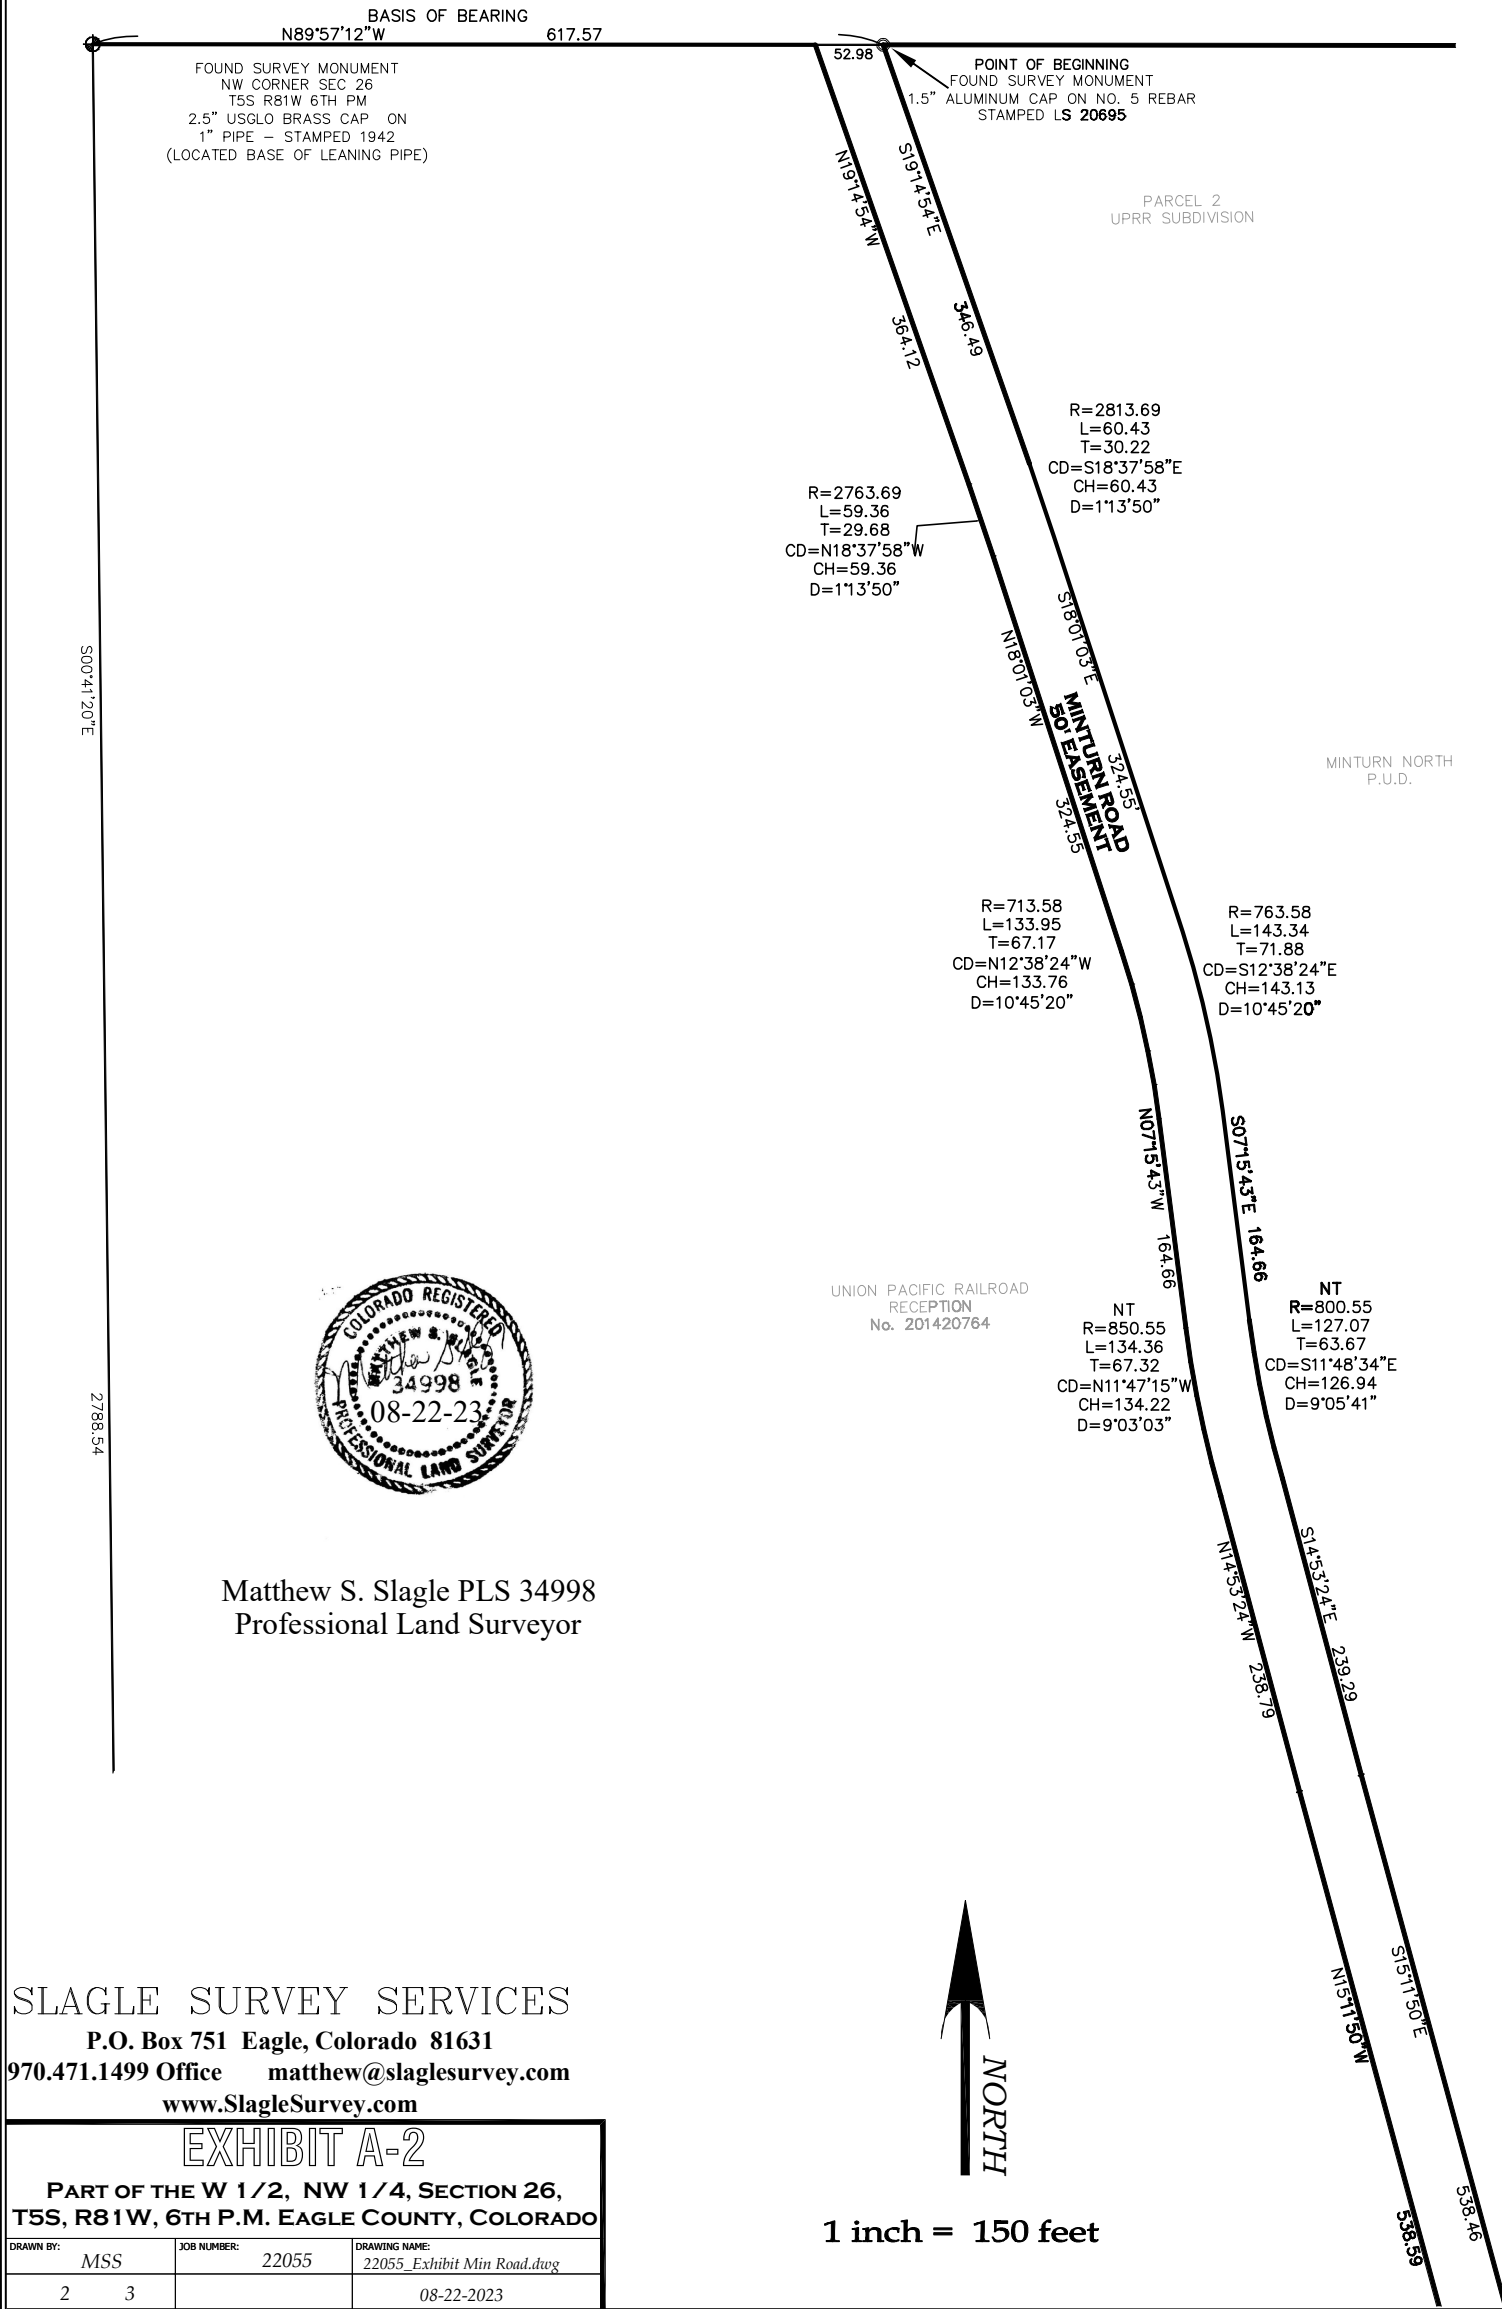 BASIS OF BEARING
N89°57'12"W 617.57
52.98
FOUND SURVEY MONUMENT
NW CORNER SEC 26
T5S R81W 6TH PM
2.5" USGLO BRASS CAP ON
1" PIPE – STAMPED 1942
(LOCATED BASE OF LEANING PIPE)
POINT OF BEGINNING
FOUND SURVEY MONUMENT
1.5" ALUMINUM CAP ON NO. 5 REBAR
STAMPED LS 20695
N19°14'54"W
364.12
S19°14'54"E
346.49
PARCEL 2
UPRR SUBDIVISION
R=2813.69
L=60.43
T=30.22
CD=S18°37'58"E
CH=60.43
D=1°13'50"
R=2763.69
L=59.36
T=29.68
CD=N18°37'58"W
CH=59.36
D=1°13'50"
S00°41'20"E
2788.54
N18°01'03"W
324.55
S18°01'03"E
324.55'
MINTURN ROAD
50' EASEMENT
MINTURN NORTH
P.U.D.
R=713.58
L=133.95
T=67.17
CD=N12°38'24"W
CH=133.76
D=10°45'20"
R=763.58
L=143.34
T=71.88
CD=S12°38'24"E
CH=143.13
D=10°45'20"
N07°15'43"W 164.66
S07°15'43"E 164.66
UNION PACIFIC RAILROAD
RECEPTION
No. 201420764
NT
R=850.55
L=134.36
T=67.32
CD=N11°47'15"W
CH=134.22
D=9°03'03"
NT
R=800.55
L=127.07
T=63.67
CD=S11°48'34"E
CH=126.94
D=9°05'41"
COLORADO REGISTERED
MATTHEW S. SLAGLE
34998
08-22-23
PROFESSIONAL LAND SURVEYOR
Matthew S. Slagle PLS 34998
Professional Land Surveyor
N14°53'24"W 238.79
S14°53'24"E 239.29
N15°11'50"W
538.59
S15°11'50"E
538.46
NORTH
1 inch = 150 feet
SLAGLE SURVEY SERVICES
P.O. Box 751 Eagle, Colorado 81631
970.471.1499 Office matthew@slaglesurvey.com
www.SlagleSurvey.com
EXHIBIT A-2
PART OF THE W 1/2, NW 1/4, SECTION 26,
T5S, R81W, 6TH P.M. EAGLE COUNTY, COLORADO
DRAWN BY: MSS
JOB NUMBER: 22055
DRAWING NAME: 22055_Exhibit Min Road.dwg
2 3
08-22-2023